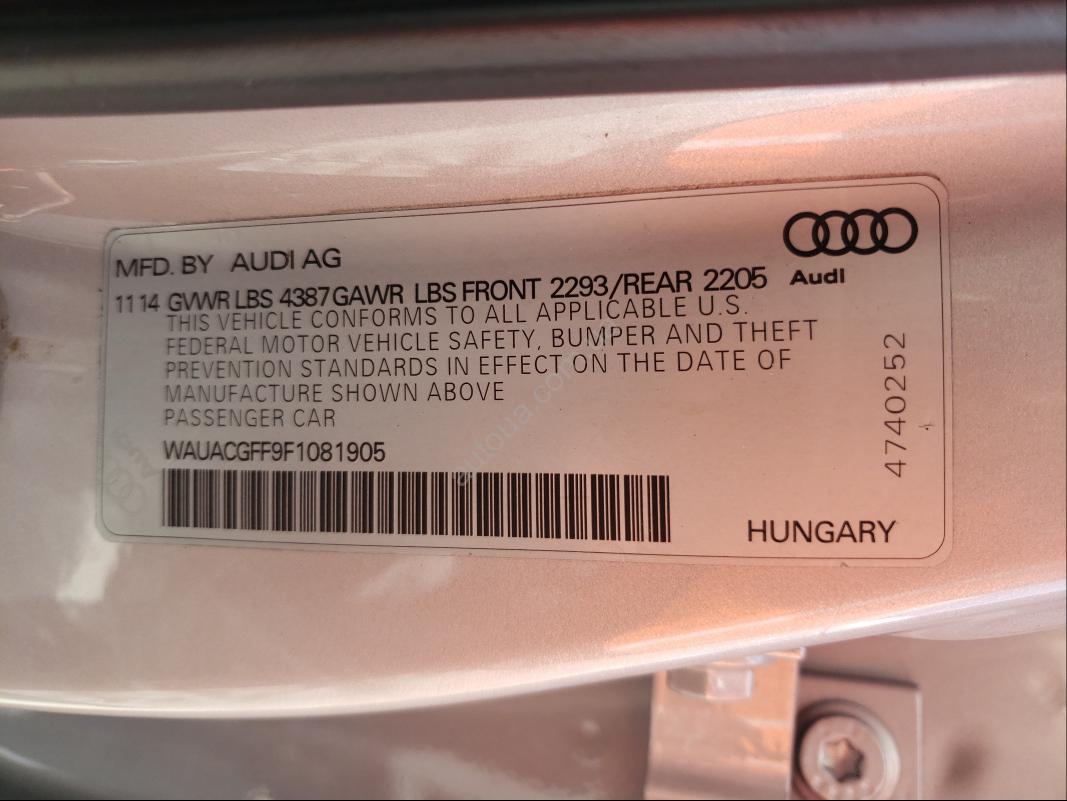 MFD. BY AUDI AG
Audi
11 14 GVWR LBS 4387 GAWR LBS FRONT 2293/REAR 2205
THIS VEHICLE CONFORMS TO ALL APPLICABLE U.S.
FEDERAL MOTOR VEHICLE SAFETY, BUMPER AND THEFT
PREVENTION STANDARDS IN EFFECT ON THE DATE OF
MANUFACTURE SHOWN ABOVE
PASSENGER CAR
WAUACGFF9F1081905
4740252
HUNGARY